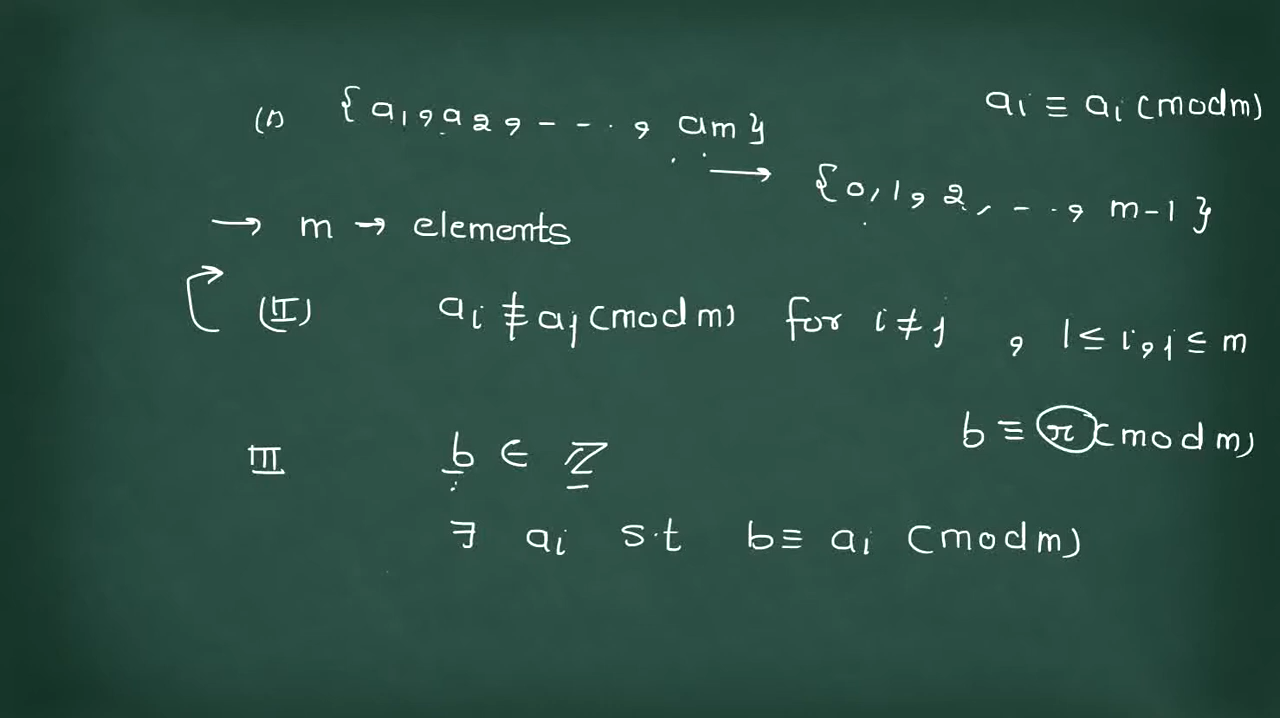 (1) { a₁, a₂, - - - ., am }
ai ≡ ai (mod m)
→ {0, 1, 2, - - ., m-1 }
→ m → elements
(II) ai ≢ aj (mod m) for i ≠ j , 1 ≤ i, j ≤ m
b ≡ r (mod m)
III b ∈ ℤ
∃ ai s.t b ≡ ai (mod m)